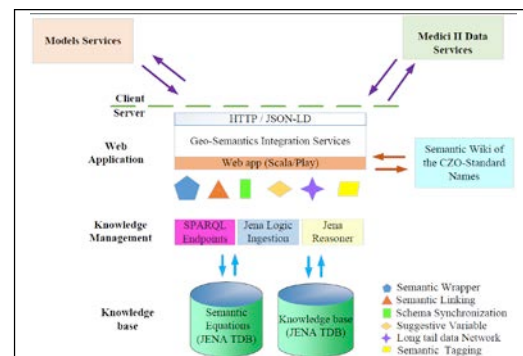 Models Services
Medici II Data
Services
Client
Server
HTTP / JSON-LD
Geo-Semantics Integration Services
Web app (Scala/Play)
Web
Application
Semantic Wiki of
the CZO-Standard
Names
Knowledge
Management
SPARQL
Endpoints
Jena Logic
Ingestion
Jena
Reasoner
Knowledge
base
Semantic
Equations
(JENA TDB)
Knowledge base
(JENA TDB)
Semantic Wrapper
Semantic Linking
Schema Synchronization
Suggestive Variable
Long tail data Network
Semantic Tagging